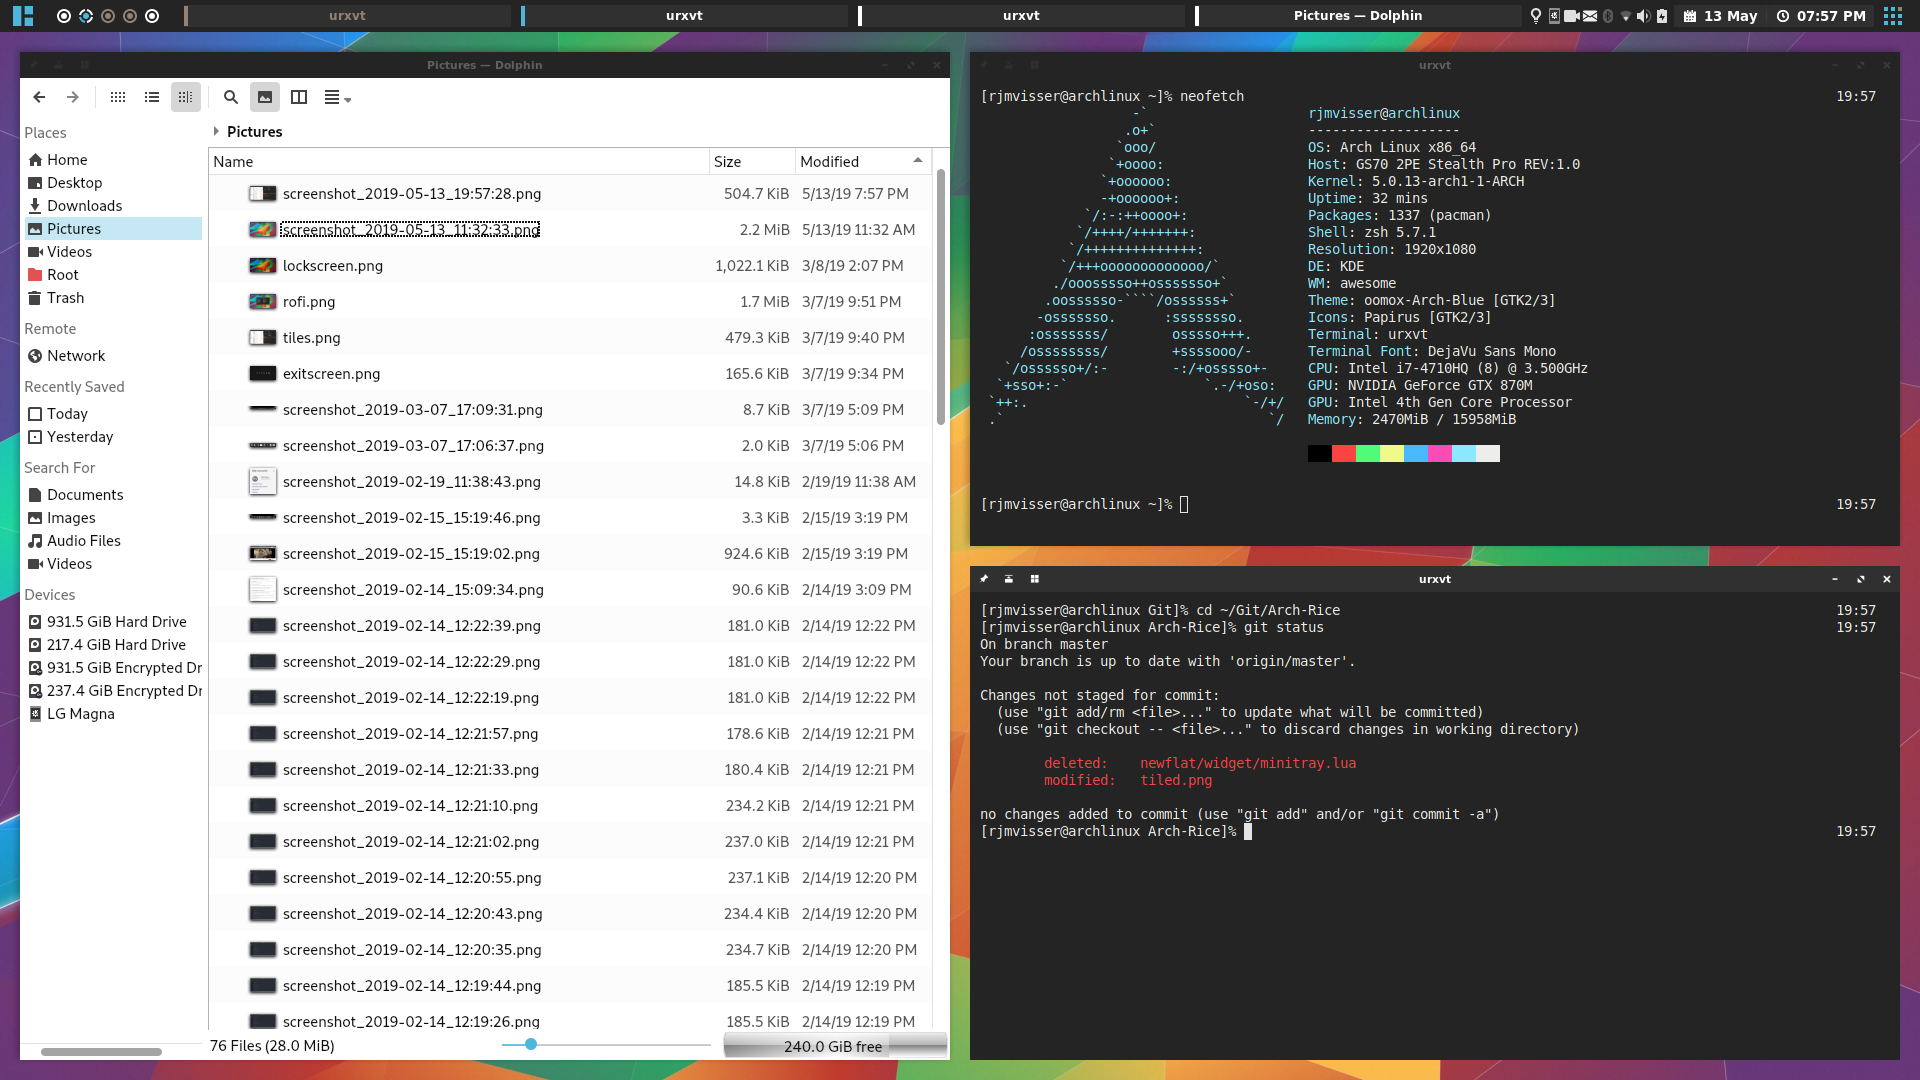 urxvt
urxvt
urxvt
Pictures — Dolphin
13 May
07:57 PM
Pictures — Dolphin
Pictures
Places
Home
Desktop
Downloads
Pictures
Videos
Root
Trash
Remote
Network
Recently Saved
Today
Yesterday
Search For
Documents
Images
Audio Files
Videos
Devices
931.5 GiB Hard Drive
217.4 GiB Hard Drive
931.5 GiB Encrypted Dr
237.4 GiB Encrypted Dr
LG Magna
Name Size Modified
screenshot_2019-05-13_19:57:28.png 504.7 KiB 5/13/19 7:57 PM
screenshot_2019-05-13_11:32:33.png 2.2 MiB 5/13/19 11:32 AM
lockscreen.png 1,022.1 KiB 3/8/19 2:07 PM
rofi.png 1.7 MiB 3/7/19 9:51 PM
tiles.png 479.3 KiB 3/7/19 9:40 PM
exitscreen.png 165.6 KiB 3/7/19 9:34 PM
screenshot_2019-03-07_17:09:31.png 8.7 KiB 3/7/19 5:09 PM
screenshot_2019-03-07_17:06:37.png 2.0 KiB 3/7/19 5:06 PM
screenshot_2019-02-19_11:38:43.png 14.8 KiB 2/19/19 11:38 AM
screenshot_2019-02-15_15:19:46.png 3.3 KiB 2/15/19 3:19 PM
screenshot_2019-02-15_15:19:02.png 924.6 KiB 2/15/19 3:19 PM
screenshot_2019-02-14_15:09:34.png 90.6 KiB 2/14/19 3:09 PM
screenshot_2019-02-14_12:22:39.png 181.0 KiB 2/14/19 12:22 PM
screenshot_2019-02-14_12:22:29.png 181.0 KiB 2/14/19 12:22 PM
screenshot_2019-02-14_12:22:19.png 181.0 KiB 2/14/19 12:22 PM
screenshot_2019-02-14_12:21:57.png 178.6 KiB 2/14/19 12:21 PM
screenshot_2019-02-14_12:21:33.png 180.4 KiB 2/14/19 12:21 PM
screenshot_2019-02-14_12:21:10.png 234.2 KiB 2/14/19 12:21 PM
screenshot_2019-02-14_12:21:02.png 237.0 KiB 2/14/19 12:21 PM
screenshot_2019-02-14_12:20:55.png 237.1 KiB 2/14/19 12:20 PM
screenshot_2019-02-14_12:20:43.png 234.4 KiB 2/14/19 12:20 PM
screenshot_2019-02-14_12:20:35.png 234.7 KiB 2/14/19 12:20 PM
screenshot_2019-02-14_12:19:44.png 185.5 KiB 2/14/19 12:19 PM
screenshot_2019-02-14_12:19:26.png 185.5 KiB 2/14/19 12:19 PM
76 Files (28.0 MiB)
240.0 GiB free
urxvt
[rjmvisser@archlinux ~]% neofetch 19:57
rjmvisser@archlinux
-------------------
OS: Arch Linux x86_64
Host: GS70 2PE Stealth Pro REV:1.0
Kernel: 5.0.13-arch1-1-ARCH
Uptime: 32 mins
Packages: 1337 (pacman)
Shell: zsh 5.7.1
Resolution: 1920x1080
DE: KDE
WM: awesome
Theme: oomox-Arch-Blue [GTK2/3]
Icons: Papirus [GTK2/3]
Terminal: urxvt
Terminal Font: DejaVu Sans Mono
CPU: Intel i7-4710HQ (8) @ 3.500GHz
GPU: NVIDIA GeForce GTX 870M
GPU: Intel 4th Gen Core Processor
Memory: 2470MiB / 15958MiB
[rjmvisser@archlinux ~]% 19:57
urxvt
[rjmvisser@archlinux Git]% cd ~/Git/Arch-Rice 19:57
[rjmvisser@archlinux Arch-Rice]% git status 19:57
On branch master
Your branch is up to date with 'origin/master'.
Changes not staged for commit:
(use "git add/rm <file>..." to update what will be committed)
(use "git checkout -- <file>..." to discard changes in working directory)
deleted: newflat/widget/minitray.lua
modified: tiled.png
no changes added to commit (use "git add" and/or "git commit -a")
[rjmvisser@archlinux Arch-Rice]% 19:57